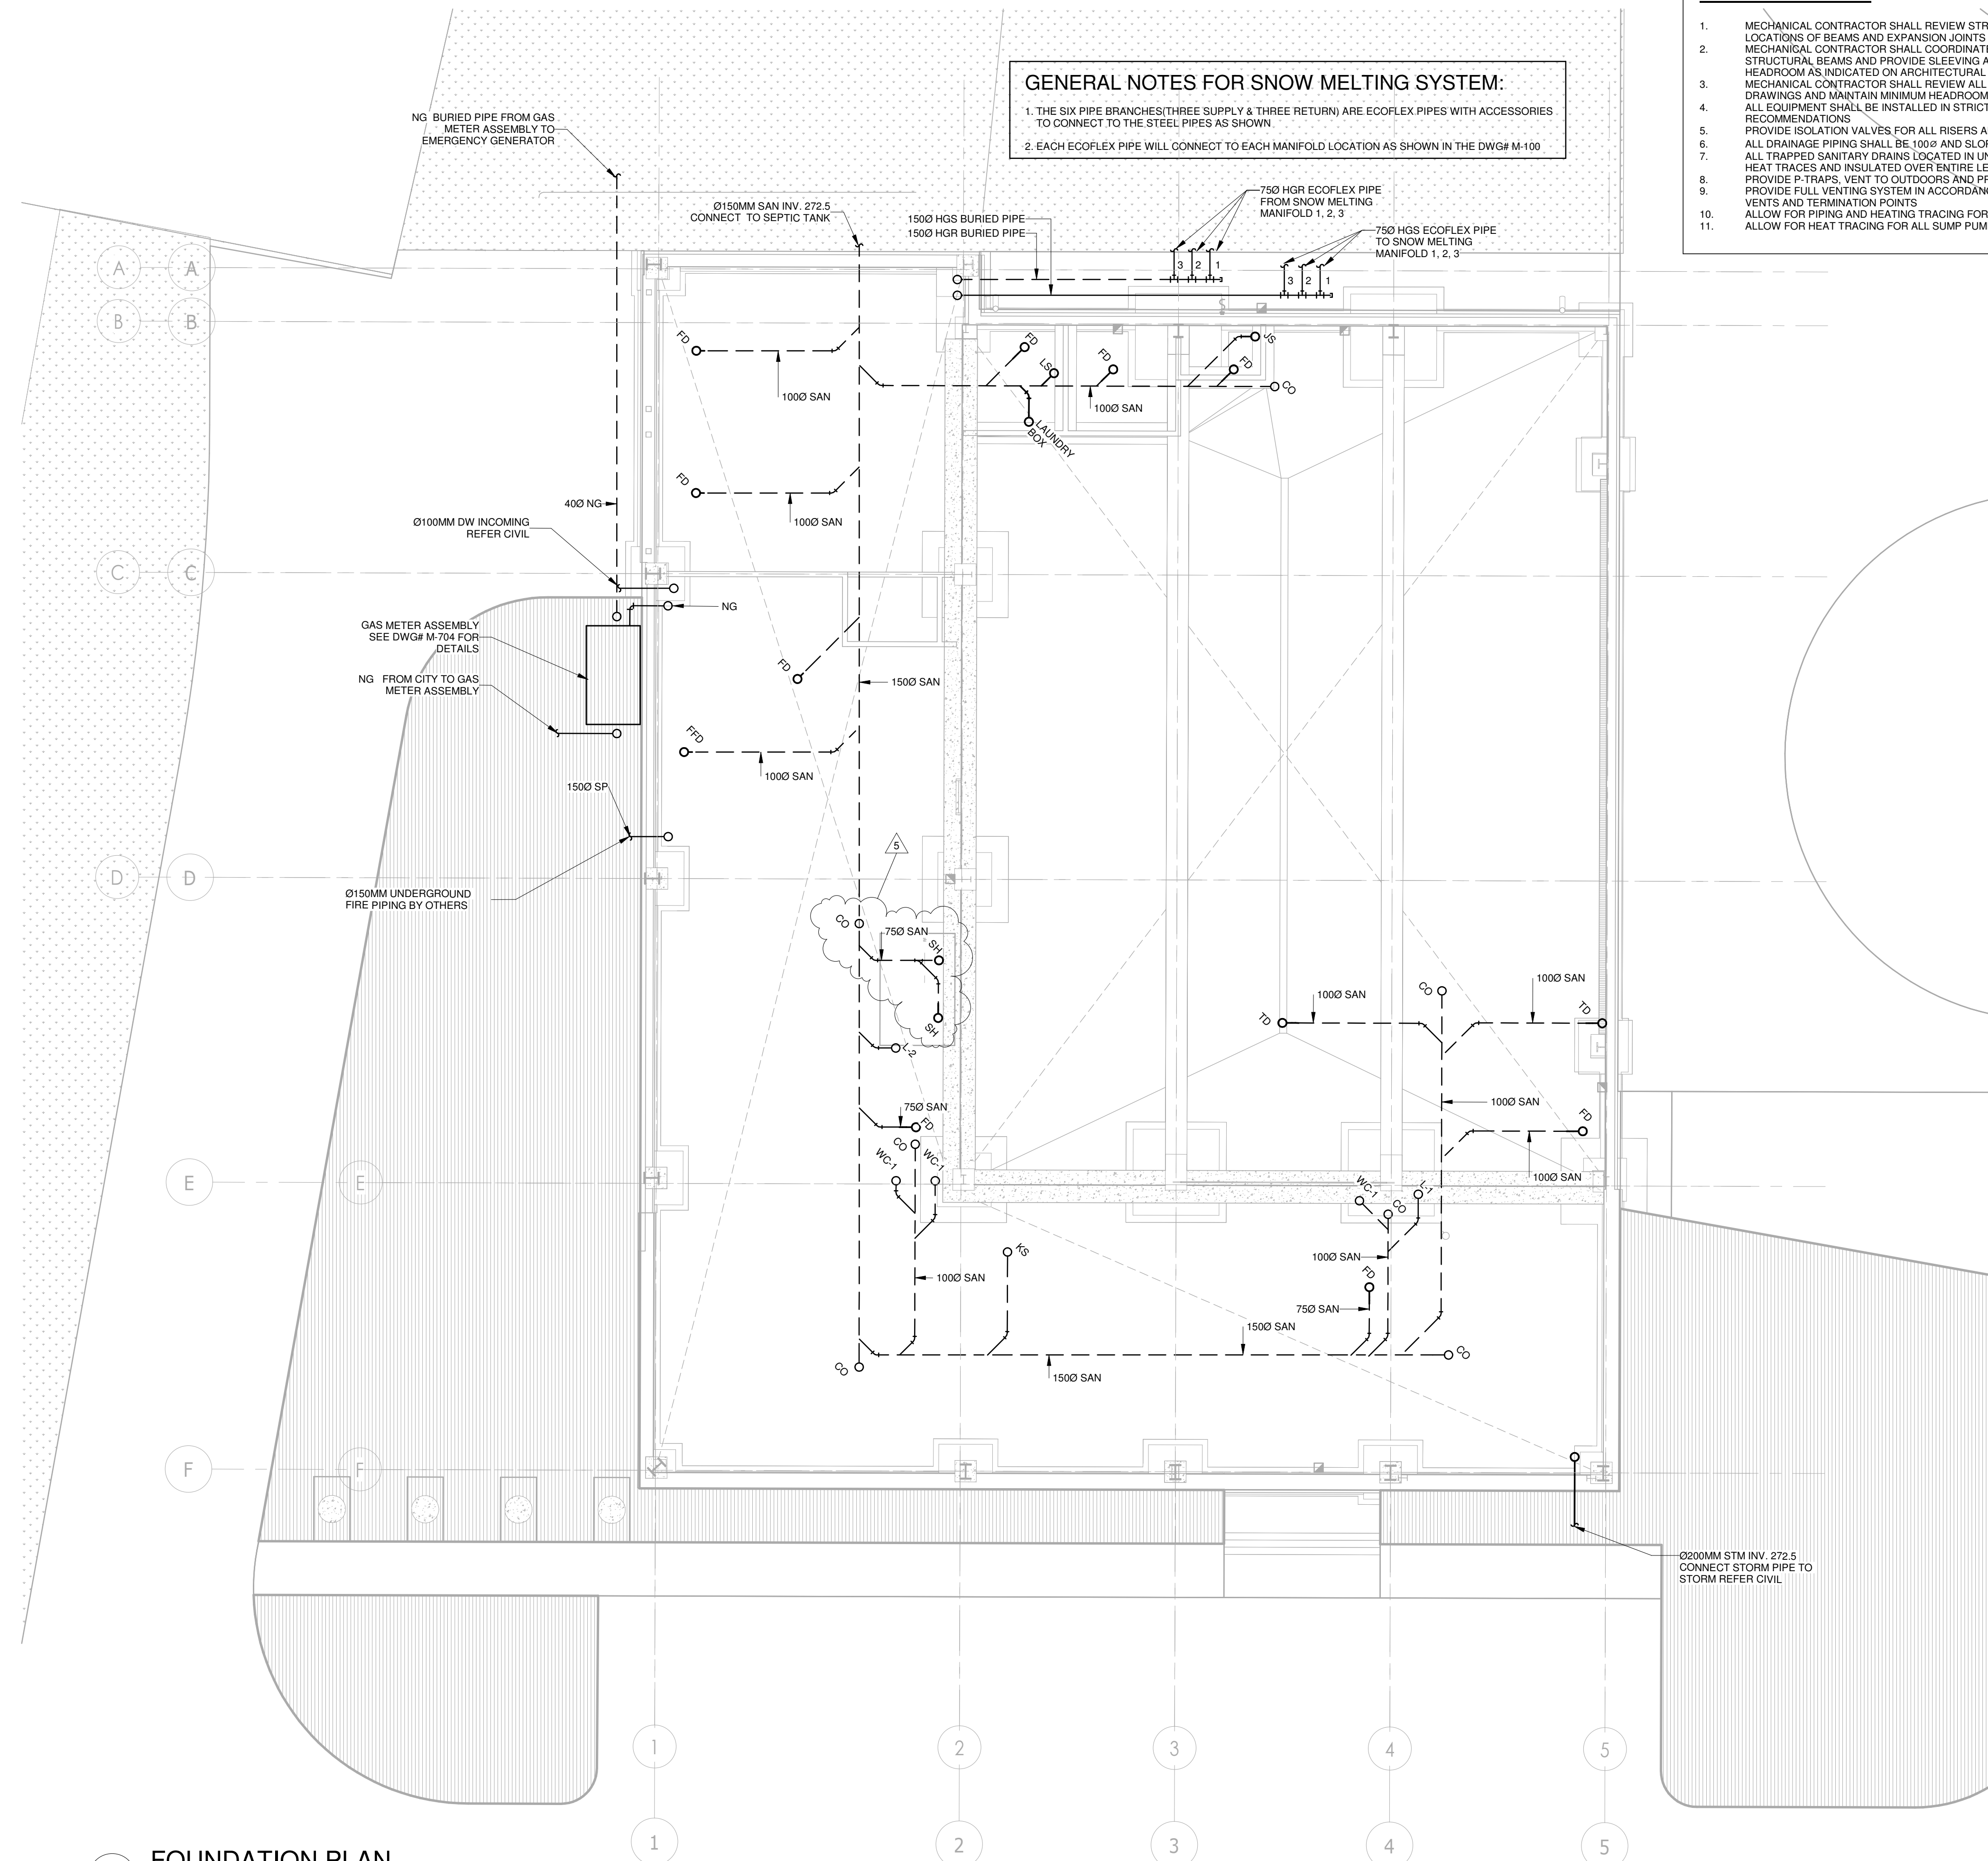 1. MECHANICAL CONTRACTOR SHALL REVIEW STR
LOCATIONS OF BEAMS AND EXPANSION JOINTS
2. MECHANICAL CONTRACTOR SHALL COORDINATE
STRUCTURAL BEAMS AND PROVIDE SLEEVING A
HEADROOM AS INDICATED ON ARCHITECTURAL
3. MECHANICAL CONTRACTOR SHALL REVIEW ALL
DRAWINGS AND MAINTAIN MINIMUM HEADROOM
4. ALL EQUIPMENT SHALL BE INSTALLED IN STRICT
RECOMMENDATIONS
5. PROVIDE ISOLATION VALVES FOR ALL RISERS A
6. ALL DRAINAGE PIPING SHALL BE 100Ø AND SLOP
7. ALL TRAPPED SANITARY DRAINS LOCATED IN UN
HEAT TRACES AND INSULATED OVER ENTIRE LE
8. PROVIDE P-TRAPS, VENT TO OUTDOORS AND PR
9. PROVIDE FULL VENTING SYSTEM IN ACCORDANC
VENTS AND TERMINATION POINTS
10. ALLOW FOR PIPING AND HEATING TRACING FOR
11. ALLOW FOR HEAT TRACING FOR ALL SUMP PUM
GENERAL NOTES FOR SNOW MELTING SYSTEM:
1. THE SIX PIPE BRANCHES(THREE SUPPLY & THREE RETURN) ARE ECOFLEX PIPES WITH ACCESSORIES
TO CONNECT TO THE STEEL PIPES AS SHOWN
2. EACH ECOFLEX PIPE WILL CONNECT TO EACH MANIFOLD LOCATION AS SHOWN IN THE DWG# M-100
NG BURIED PIPE FROM GAS
METER ASSEMBLY TO
EMERGENCY GENERATOR
Ø150MM SAN INV. 272.5
CONNECT TO SEPTIC TANK
150Ø HGS BURIED PIPE
150Ø HGR BURIED PIPE
75Ø HGR ECOFLEX PIPE
FROM SNOW MELTING
MANIFOLD 1, 2, 3
75Ø HGS ECOFLEX PIPE
TO SNOW MELTING
MANIFOLD 1, 2, 3
3 2 1
3 2 1
A A
B B
FD
100Ø SAN
FD
LS
FD
JS
FD
CO
100Ø SAN
LAUNDRY
BOX
FD
100Ø SAN
40Ø NG
Ø100MM DW INCOMING
REFER CIVIL
C C
NG
GAS METER ASSEMBLY
SEE DWG# M-704 FOR
DETAILS
NG FROM CITY TO GAS
METER ASSEMBLY
FD
150Ø SAN
FFD
100Ø SAN
150Ø SP
5
D D
Ø150MM UNDERGROUND
FIRE PIPING BY OTHERS
CO
75Ø SAN
SH
SH
L-2
TD
100Ø SAN
CO
100Ø SAN
TD
100Ø SAN
FD
100Ø SAN
75Ø SAN
FD
CO
WC-1
WC-1
E E
WC-1
CO
L-1
KS
100Ø SAN
100Ø SAN
FD
75Ø SAN
150Ø SAN
CO
CO
150Ø SAN
F F
Ø200MM STM INV. 272.5
CONNECT STORM PIPE TO
STORM REFER CIVIL
1 2 3 4 5
1 2 3 4 5
FOUNDATION PLAN